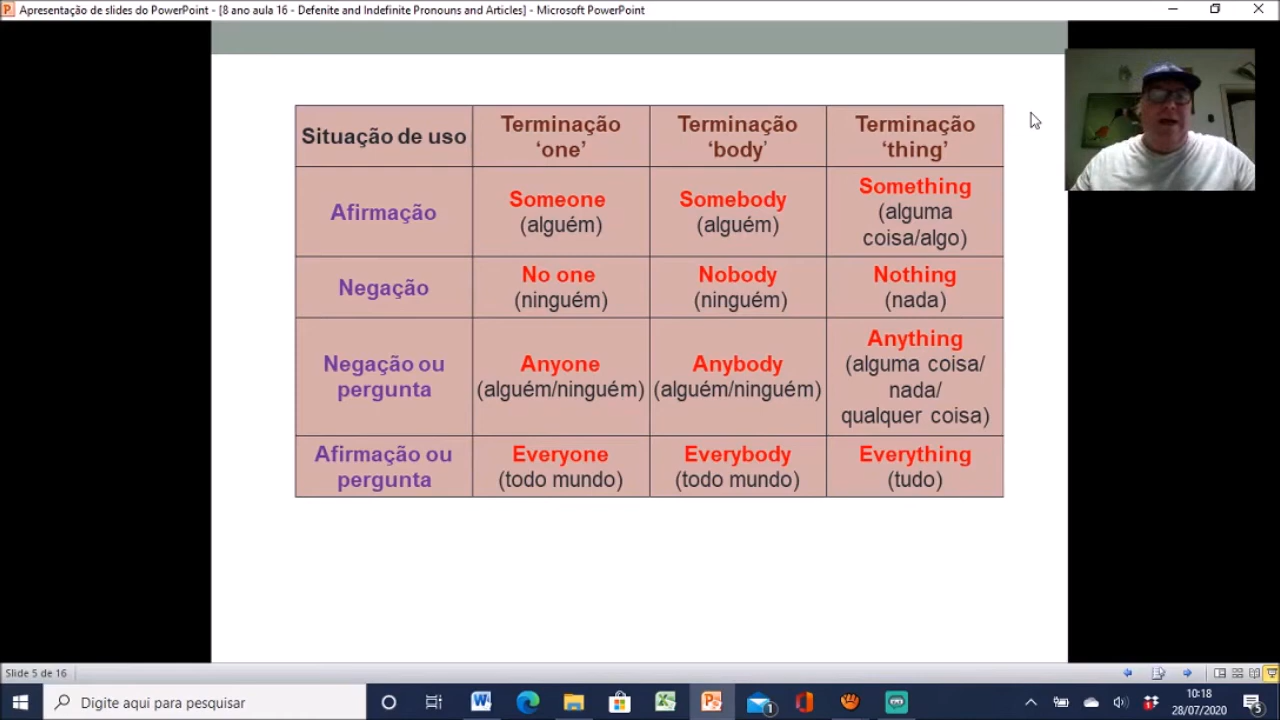 Apresentação de slides do PowerPoint - [8 ano aula 16 - Defenite and Indefinite Pronouns and Articles] - Microsoft PowerPoint
Situação de uso
Terminação
‘one’
Terminação
‘body’
Terminação
‘thing’
Afirmação
Someone
(alguém)
Somebody
(alguém)
Something
(alguma
coisa/algo)
Negação
No one
(ninguém)
Nobody
(ninguém)
Nothing
(nada)
Negação ou
pergunta
Anyone
(alguém/ninguém)
Anybody
(alguém/ninguém)
Anything
(alguma coisa/
nada/
qualquer coisa)
Afirmação ou
pergunta
Everyone
(todo mundo)
Everybody
(todo mundo)
Everything
(tudo)
Slide 5 de 16
Digite aqui para pesquisar
1
10:18
28/07/2020
5